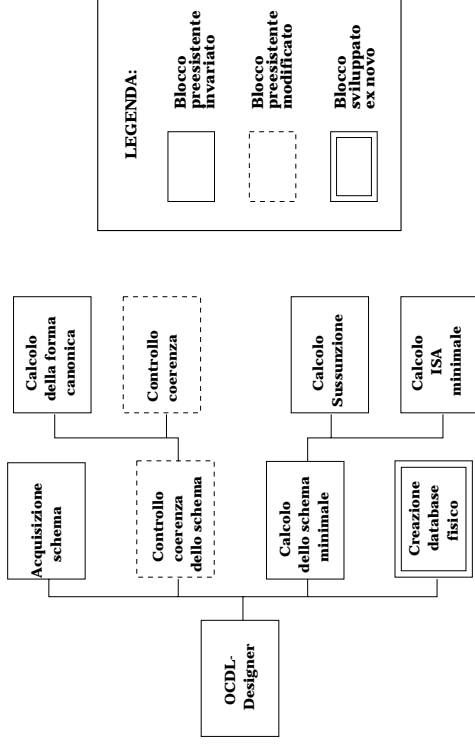 OCDL-
Designer
Acquisizione
schema
Controllo
coerenza
dello schema
Calcolo
dello schema
minimale
Creazione
database
fisico
Calcolo
della forma
canonica
Controllo
coerenza
Calcolo
Sussunzione
Calcolo
ISA
minimale
LEGENDA:
Blocco
preesistente
invariato
Blocco
preesistente
modificato
Blocco
sviluppato
ex novo